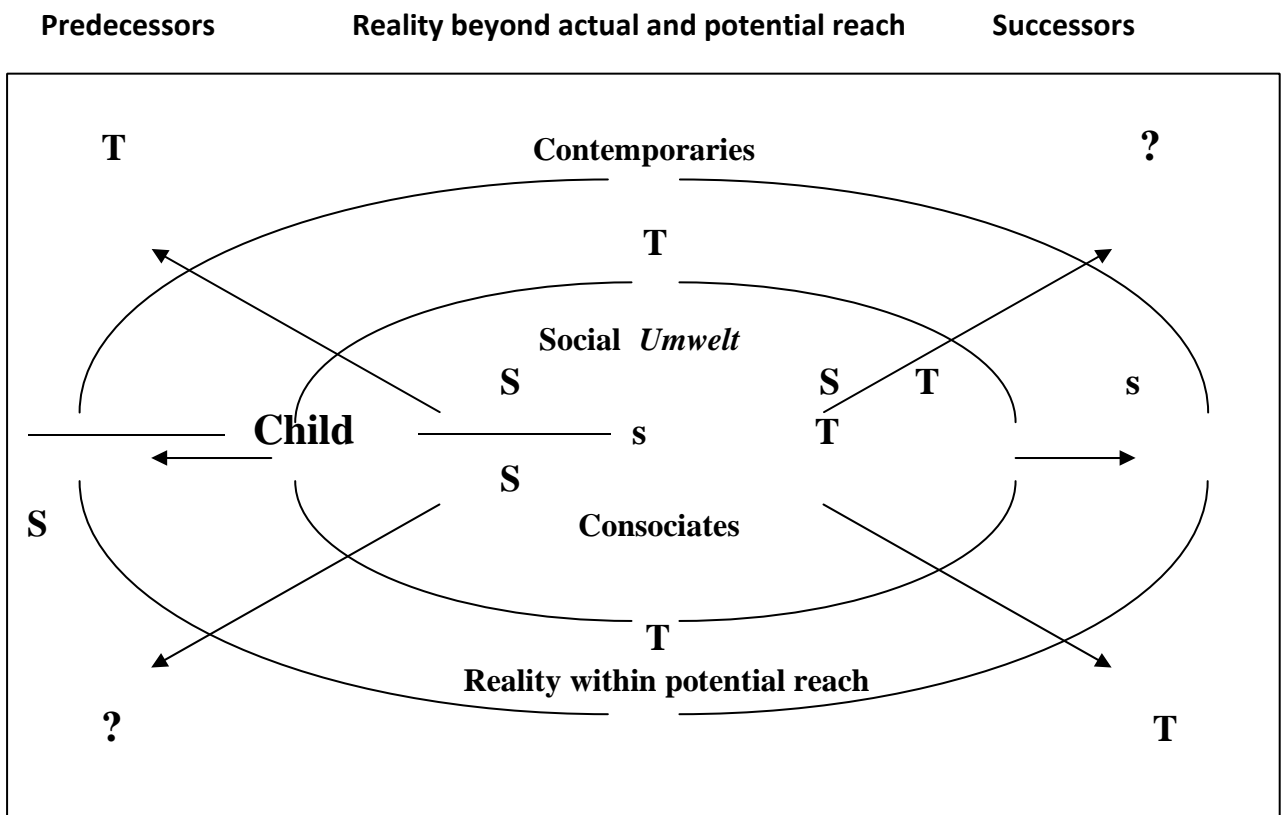 Predecessors Reality beyond actual and potential reach Successors
T ?
Contemporaries
T
Social Umwelt
S S T s
Child s T
S
S Consociates
T
Reality within potential reach
? T